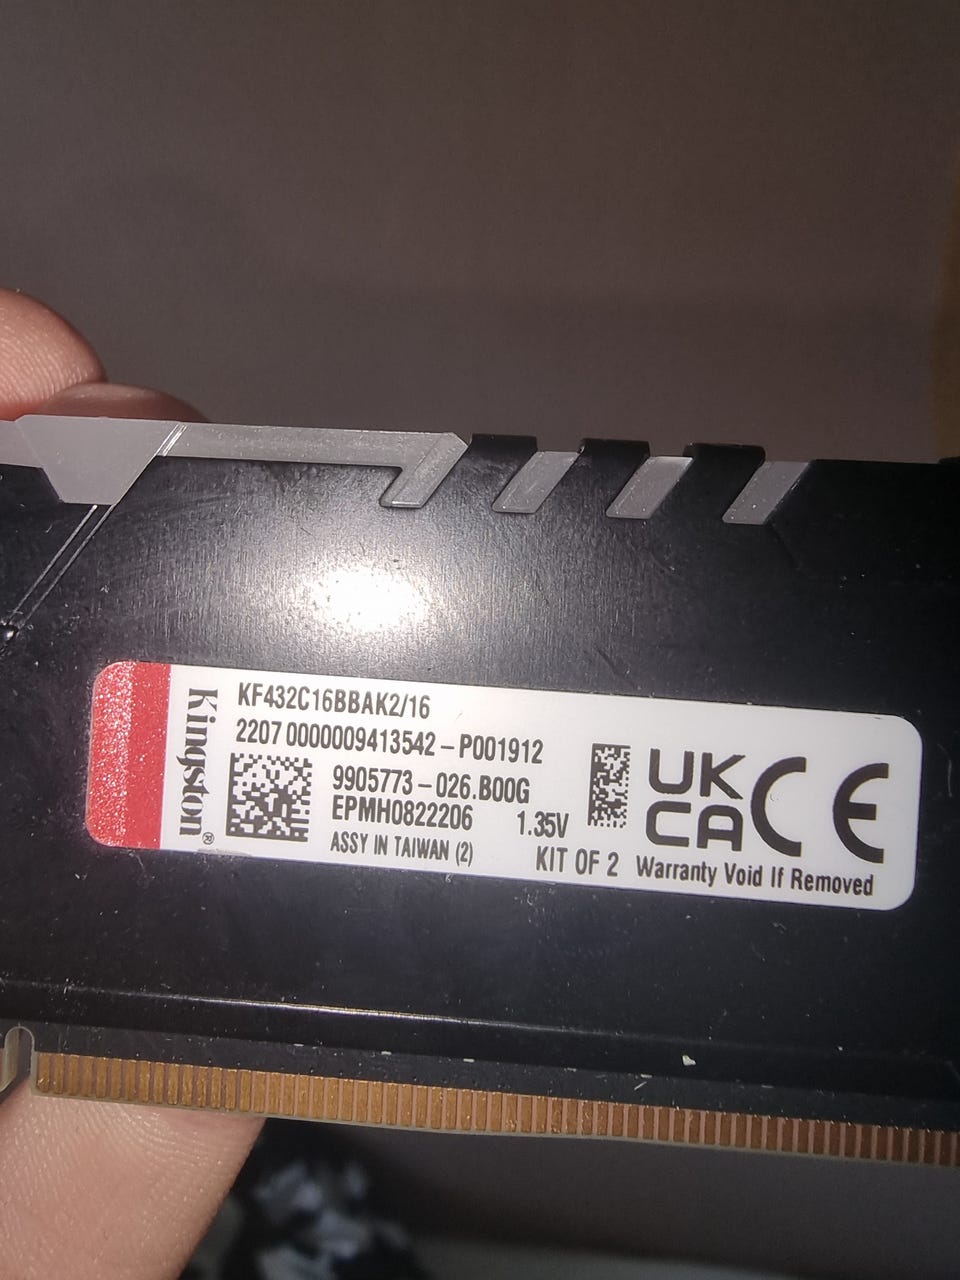 Kingston®
KF432C16BBAK2/16
2207 0000009413542 - P001912
9905773 - 026.B00G
EPMH0822206 1.35V
ASSY IN TAIWAN (2) KIT OF 2
UK
CA
CE
Warranty Void If Removed